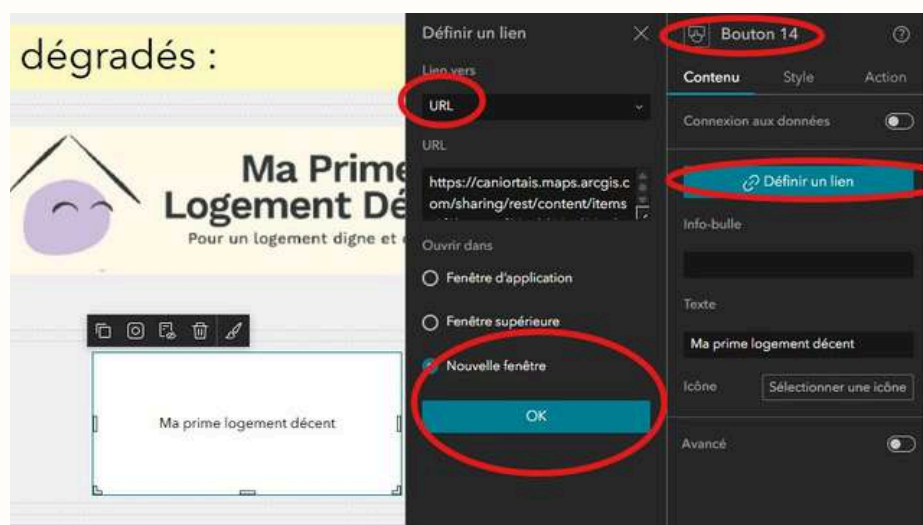 dégradés :
Ma Prime
Logement Dé
Pour un logement digne et
Ma prime logement décent
Définir un lien
Lien vers
URL
URL
https://caniortais.maps.arcgis.c
om/sharing/rest/content/items
Ouvrir dans
Fenêtre d'application
Fenêtre supérieure
Nouvelle fenêtre
OK
Bouton 14
Contenu Style Action
Connexion aux données
Définir un lien
Info-bulle
Texte
Ma prime logement décent
Icône Sélectionner une icône
Avancé